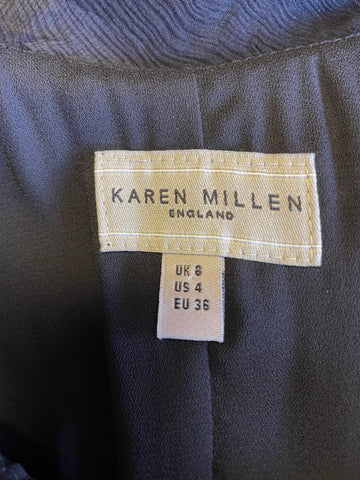 KAREN MILLEN
ENGLAND
UK 8
US 4
EU 36